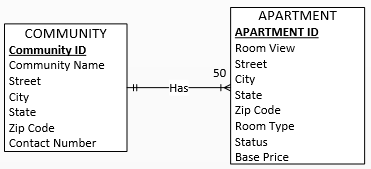 COMMUNITY
Community ID
Community Name
Street
City
State
Zip Code
Contact Number
Has
50
APARTMENT
APARTMENT ID
Room View
Street
City
State
Zip Code
Room Type
Status
Base Price